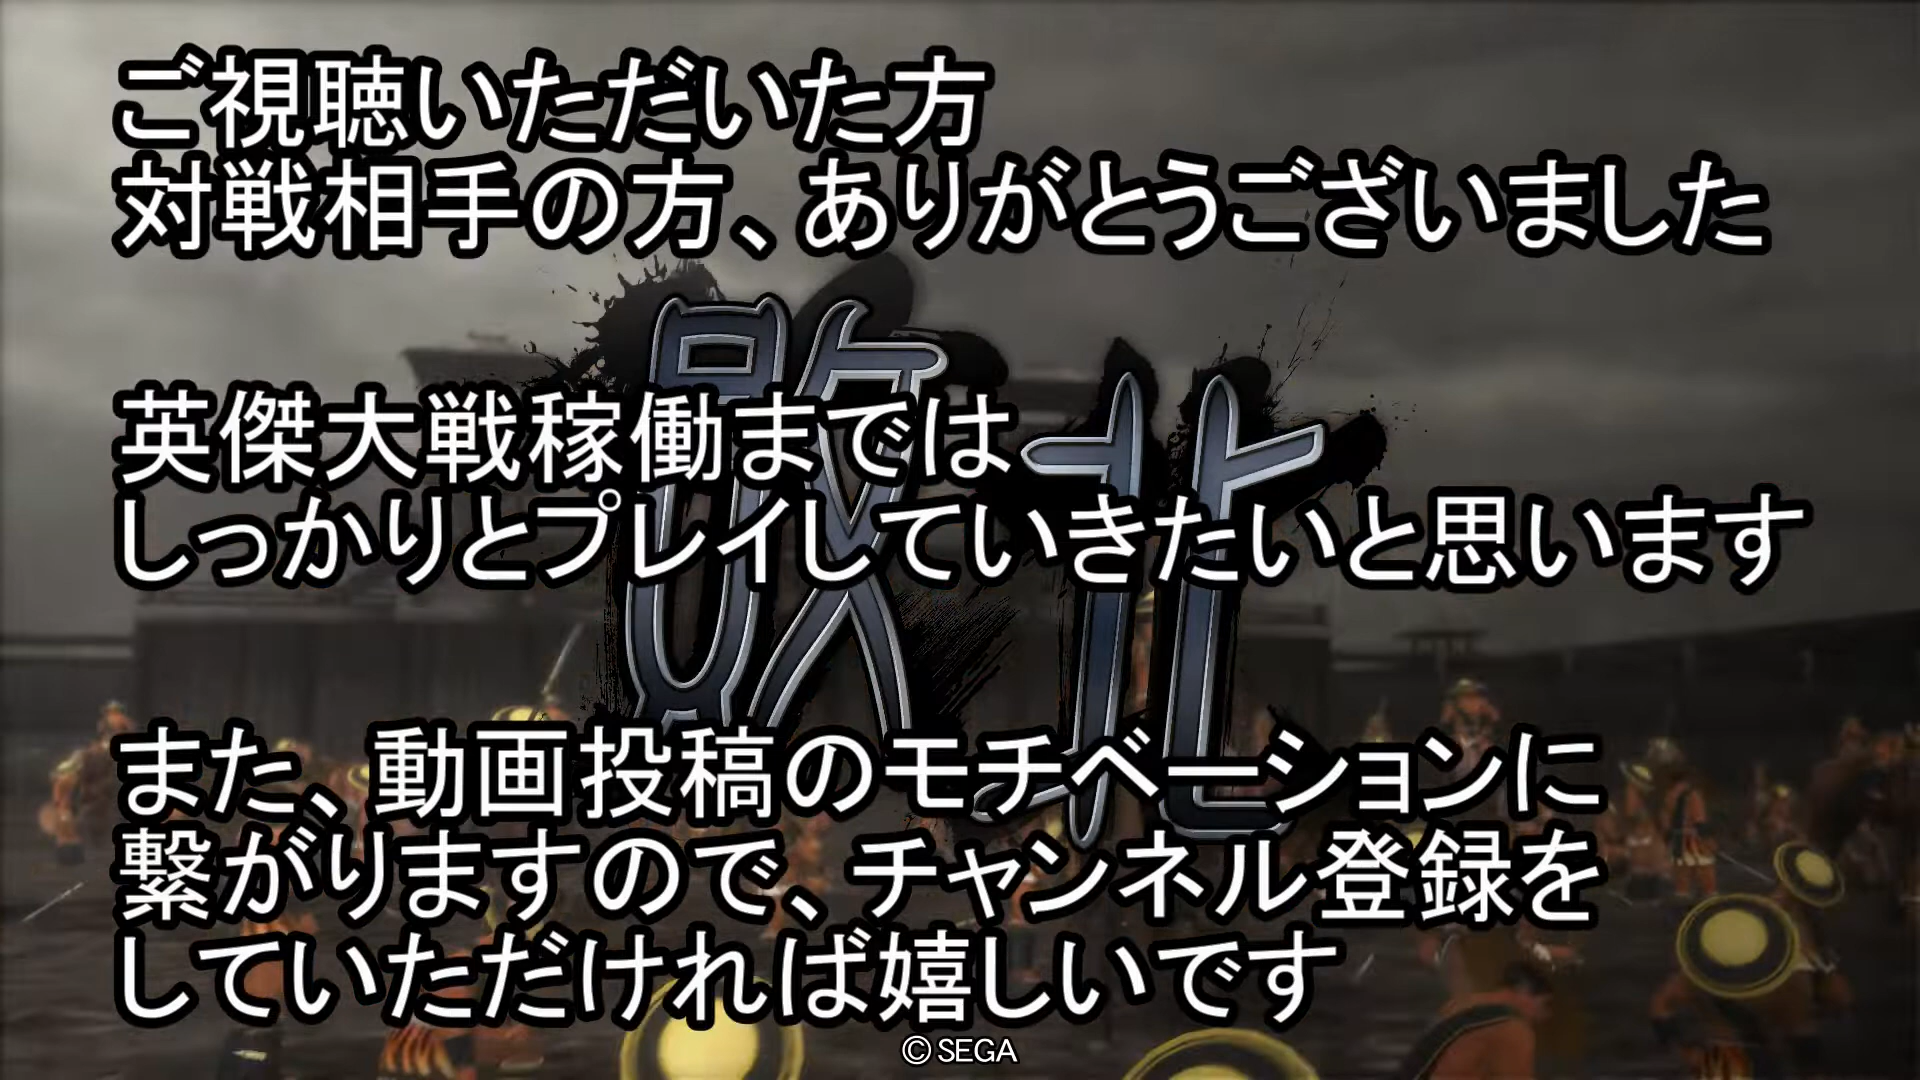 ご視聴いただいた方
対戦相手の方、ありがとうございました
敗北
英傑大戦稼働までは
しっかりとプレイしていきたいと思います
また、動画投稿のモチベーションに
繋がりますので、チャンネル登録を
していただければ嬉しいです
© SEGA